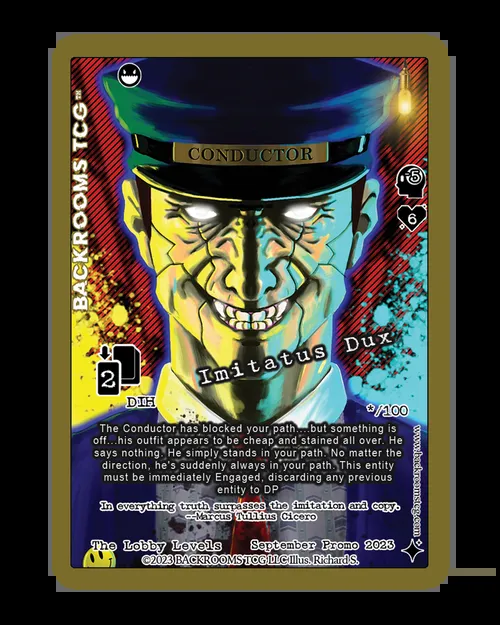 BACKROOMS TCG™
CONDUCTOR
-5
6
Imitatus Dux
2
DIH
*/100
The Conductor has blocked your path....but something is
off...his outfit appears to be cheap and stained all over. He
says nothing. He simply stands in your path. No matter the
direction, he's suddenly always in your path. This entity
must be immediately Engaged, discarding any previous
entity to DP
In everything truth surpasses the imitation and copy.
--Marcus Tullius Cicero
www.backroomstcg.com
The Lobby Levels September Promo 2023
©2023 BACKROOMS TCG LLC Illus. Richard S.